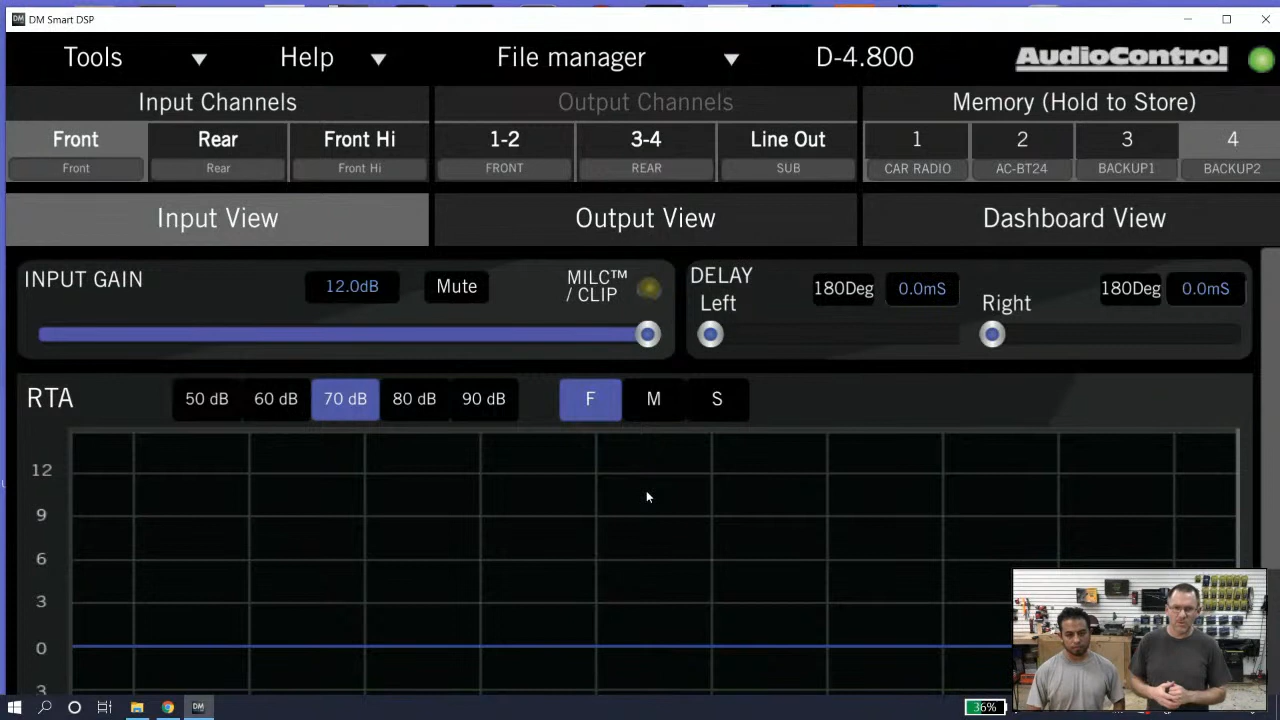 DM Smart DSP
Tools
Help
File manager
D-4.800
AudioControl
Input Channels
Output Channels
Memory (Hold to Store)
Front
Rear
Front Hi
1-2
3-4
Line Out
1
2
3
4
Front
Rear
Front Hi
FRONT
REAR
SUB
CAR RADIO
AC-BT24
BACKUP1
BACKUP2
Input View
Output View
Dashboard View
INPUT GAIN
12.0dB
Mute
MILC™
/ CLIP
DELAY
Left
180Deg
0.0mS
Right
180Deg
0.0mS
RTA
50 dB
60 dB
70 dB
80 dB
90 dB
F
M
S
12
9
6
3
0
3
DM
36%